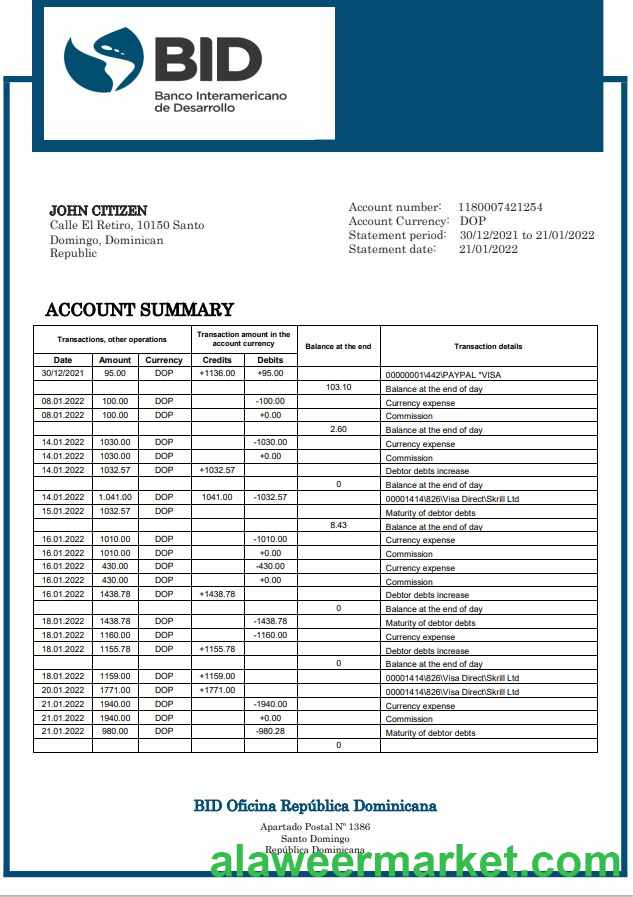 BID
Banco Interamericano
de Desarrollo
JOHN CITIZEN
Calle El Retiro, 10150 Santo
Domingo, Dominican
Republic
Account number: 1180007421254
Account Currency: DOP
Statement period: 30/12/2021 to 21/01/2022
Statement date: 21/01/2022
ACCOUNT SUMMARY
Transactions, other operations Transaction amount in the account currency Balance at the end Transaction details
Date Amount Currency Credits Debits
30/12/2021 95.00 DOP +1136.00 +95.00 00000001\442\PAYPAL *VISA
103.10 Balance at the end of day
08.01.2022 100.00 DOP -100.00 Currency expense
08.01.2022 100.00 DOP +0.00 Commission
2.60 Balance at the end of day
14.01.2022 1030.00 DOP -1030.00 Currency expense
14.01.2022 1030.00 DOP +0.00 Commission
14.01.2022 1032.57 DOP +1032.57 Debtor debts increase
0 Balance at the end of day
14.01.2022 1.041.00 DOP 1041.00 -1032.57 00001414\826\Visa Direct\Skrill Ltd
15.01.2022 1032.57 DOP Maturity of debtor debts
8.43 Balance at the end of day
16.01.2022 1010.00 DOP -1010.00 Currency expense
16.01.2022 1010.00 DOP +0.00 Commission
16.01.2022 430.00 DOP -430.00 Currency expense
16.01.2022 430.00 DOP +0.00 Commission
16.01.2022 1438.78 DOP +1438.78 Debtor debts increase
0 Balance at the end of day
18.01.2022 1438.78 DOP -1438.78 Maturity of debtor debts
18.01.2022 1160.00 DOP -1160.00 Currency expense
18.01.2022 1155.78 DOP +1155.78 Debtor debts increase
0 Balance at the end of day
18.01.2022 1159.00 DOP +1159.00 00001414\826\Visa Direct\Skrill Ltd
20.01.2022 1771.00 DOP +1771.00 00001414\826\Visa Direct\Skrill Ltd
21.01.2022 1940.00 DOP -1940.00 Currency expense
21.01.2022 1940.00 DOP +0.00 Commission
21.01.2022 980.00 DOP -980.28 Maturity of debtor debts
0
BID Oficina República Dominicana
Apartado Postal Nº 1386
Santo Domingo
República Dominicana
alaweermarket.com